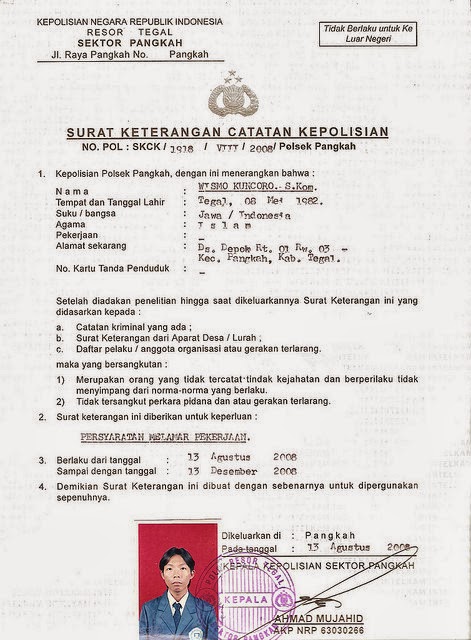 KEPOLISIAN NEGARA REPUBLIK INDONESIA
RESOR TEGAL
SEKTOR PANGKAH
Jl. Raya Pangkah No. Pangkah
Tidak Berlaku untuk Ke
Luar Negeri
SURAT KETERANGAN CATATAN KEPOLISIAN
NO. POL : SKCK / 1918 / VIII / 2008/ Polsek Pangkah
1. Kepolisian Polsek Pangkah, dengan ini menerangkan bahwa :
Nama : WISMO KUNCORO.- S.Kom.
Tempat dan Tanggal Lahir : Tegal, 08 Mei 1982.
Suku / bangsa : Jawa / Indonesia
Agama : Islam
Pekerjaan : -
Alamat sekarang : Ds. Depok Rt. 01 Rw. 03 -
Kec. Pangkah, Kab. Tegal.
No. Kartu Tanda Penduduk : -
Setelah diadakan penelitian hingga saat dikeluarkannya Surat Keterangan ini yang
didasarkan kepada :
a. Catatan kriminal yang ada ;
b. Surat Keterangan dari Aparat Desa / Lurah ;
c. Daftar pelaku / anggota organisasi atau gerakan terlarang.
maka yang bersangkutan :
1) Merupakan orang yang tidak tercatat tindak kejahatan dan berperilaku tidak
menyimpang dari norma-norma yang berlaku.
2) Tidak tersangkut perkara pidana dan atau gerakan terlarang.
2. Surat keterangan ini diberikan untuk keperluan :
PERSYARATAN MELAMAR PEKERJAAN.
3. Berlaku dari tanggal : 13 Agustus 2008
Sampai dengan tanggal : 13 Desember 2008
4. Demikian Surat Keterangan ini dibuat dengan sebenarnya untuk dipergunakan
sepenuhnya.
Dikeluarkan di : Pangkah
Pada tanggal : 13 Agustus 2008
KEPALA KEPOLISIAN SEKTOR PANGKAH
RESOR TEGAL
KEPALA
AHMAD MUJAHID
AKP NRP 63030266